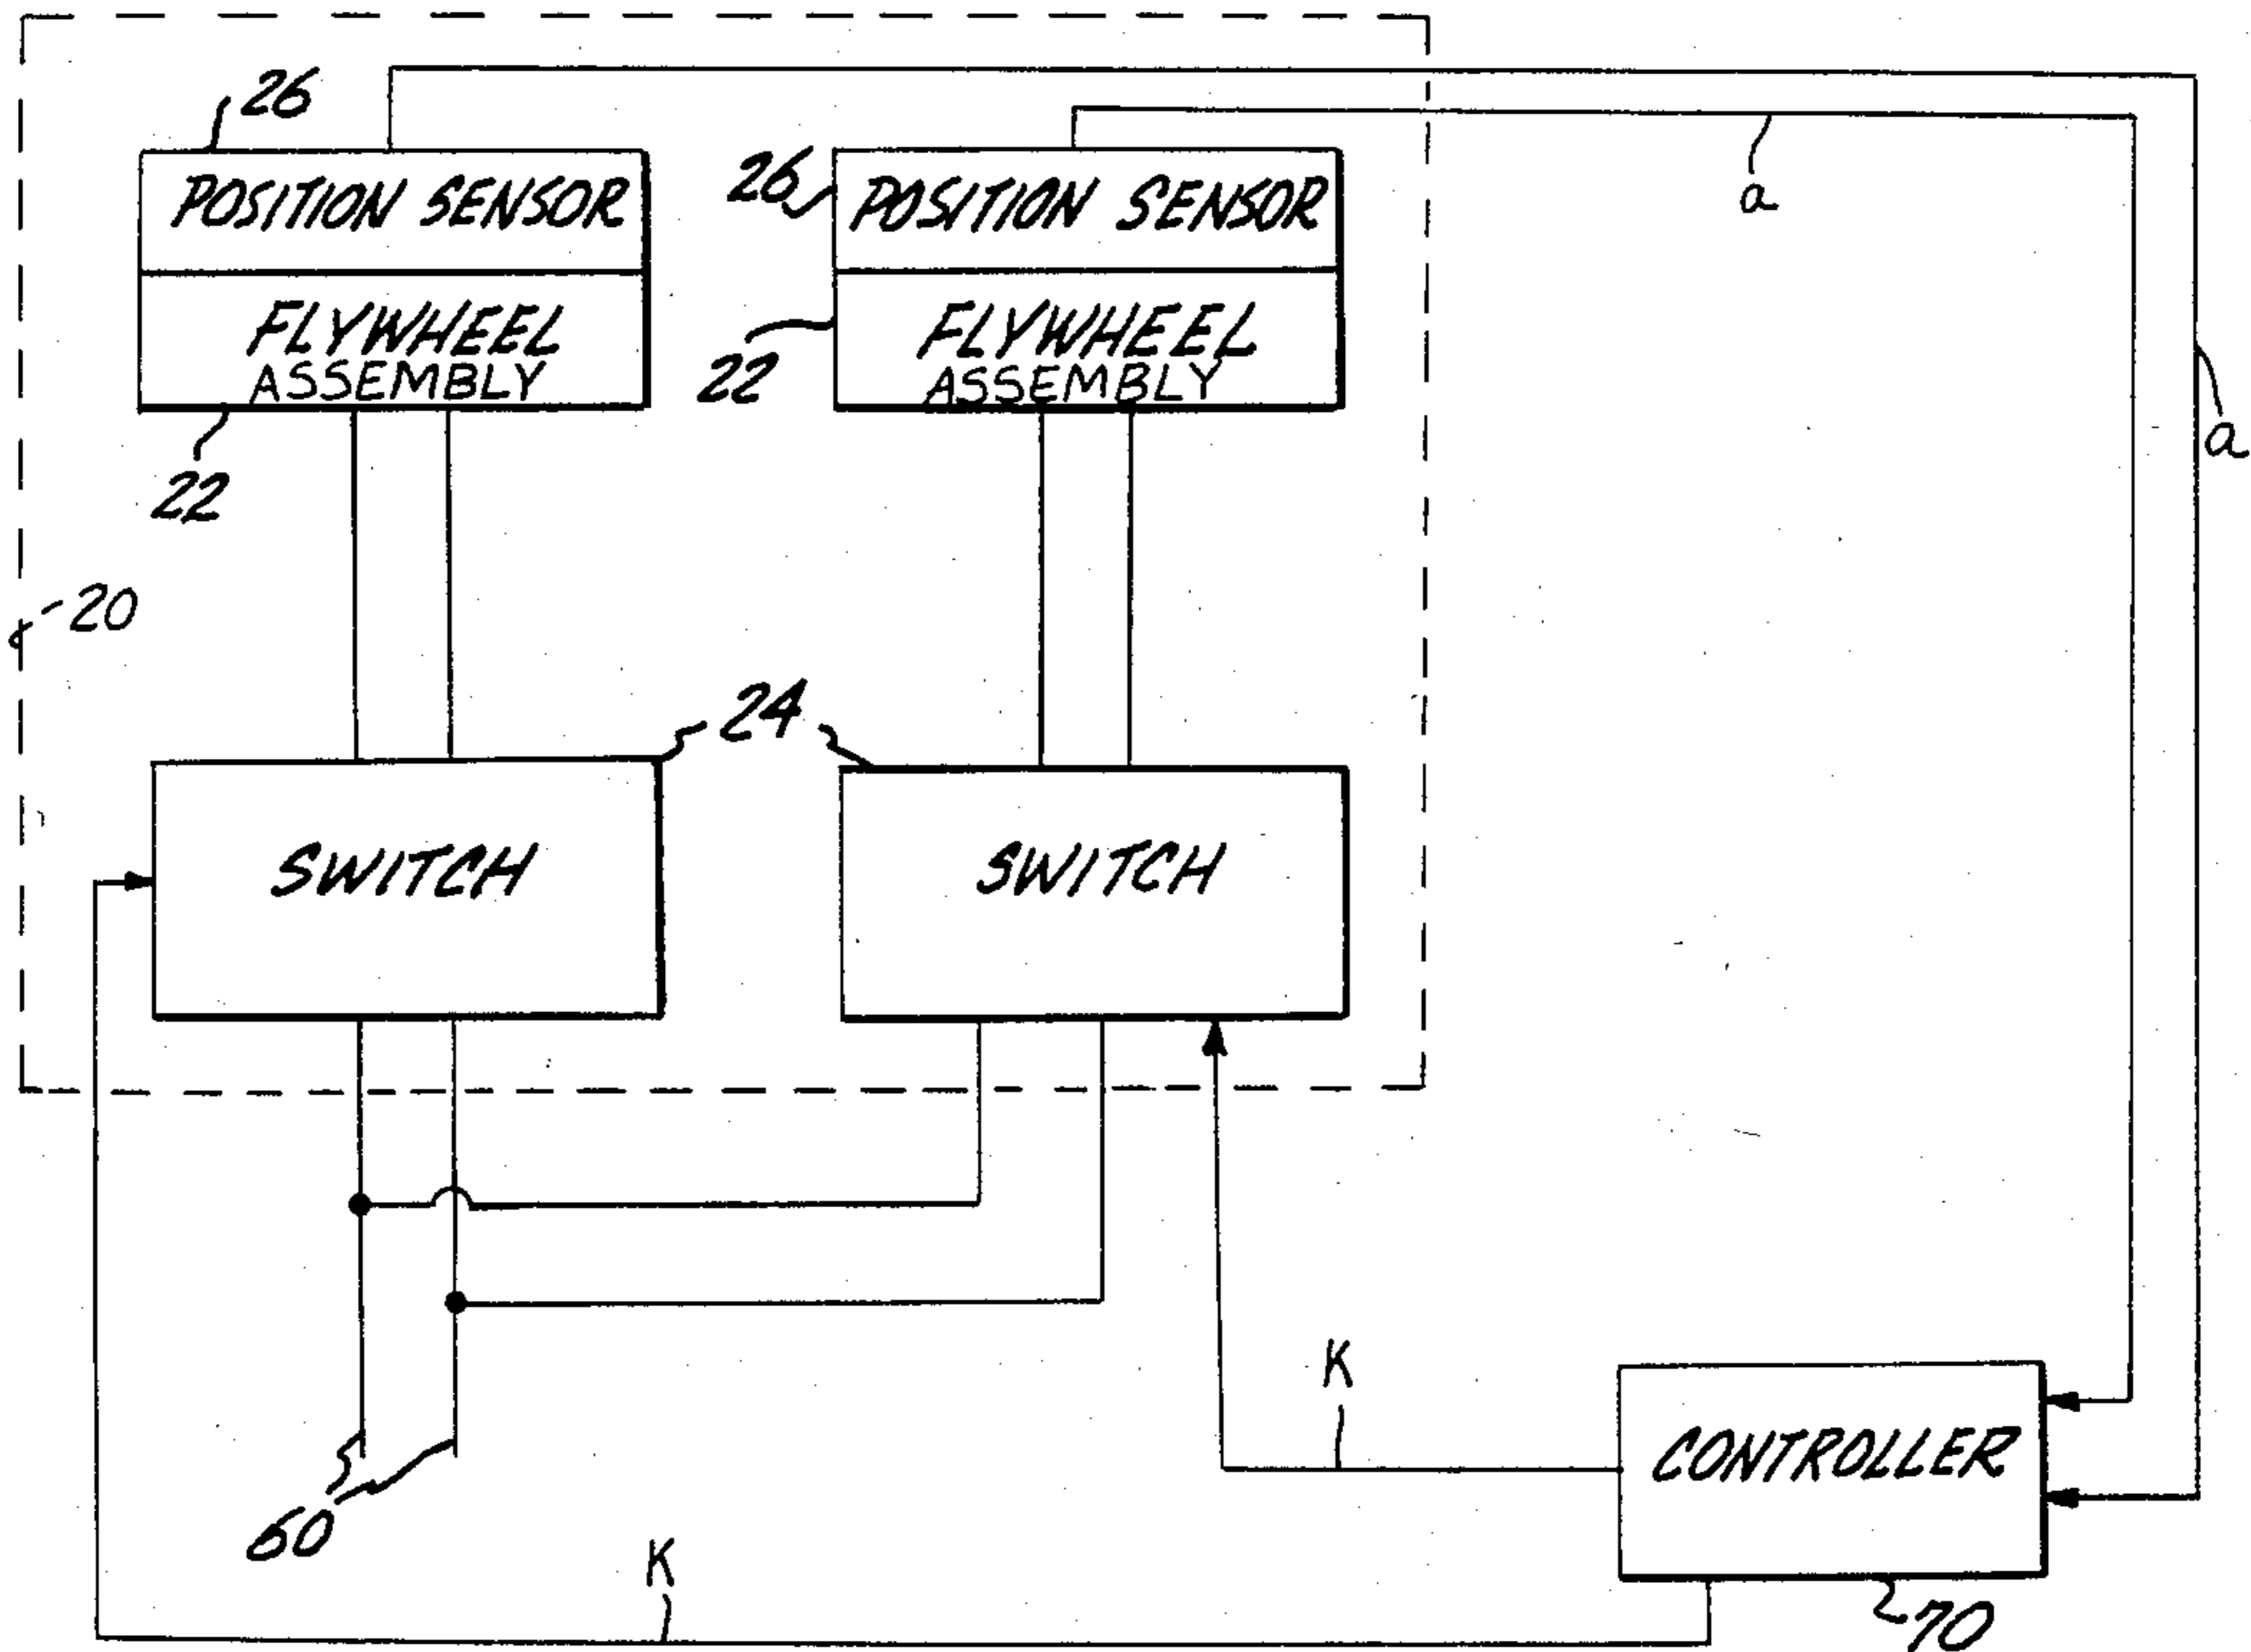 26
POSITION SENSOR
FLYWHEEL
ASSEMBLY
22
26
POSITION SENSOR
FLYWHEEL
ASSEMBLY
22
a
a
20
24
SWITCH
SWITCH
K
CONTROLLER
60
K
70